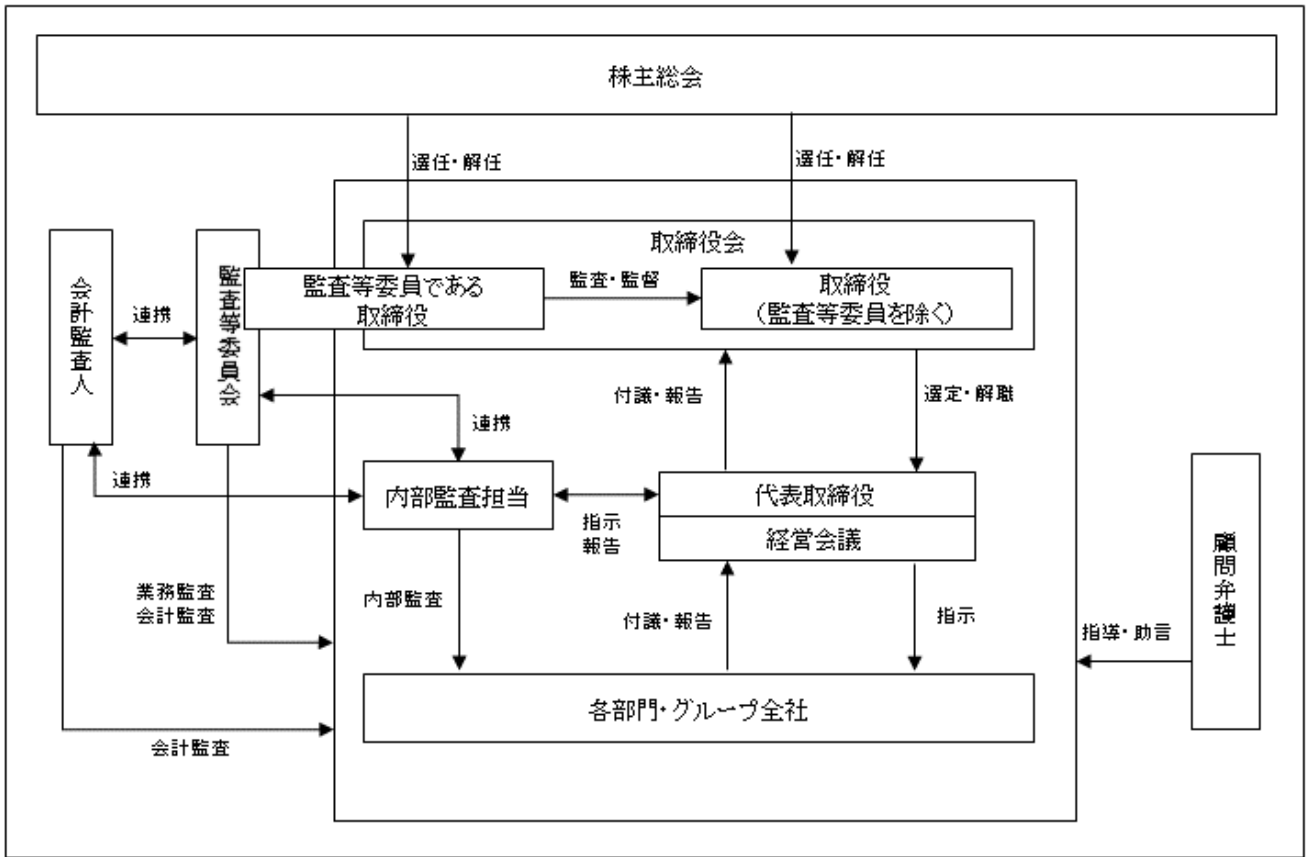 株主総会
選任・解任
選任・解任
取締役会
監査等委員である
取締役
監査・監督
取締役
(監査等委員を除く)
会計監査人
連携
監査等委員会
付議・報告
選定・解職
連携
連携
内部監査担当
指示
報告
代表取締役
経営会議
業務監査
会計監査
内部監査
付議・報告
指示
顧問弁護士
指導・助言
各部門・グループ全社
会計監査